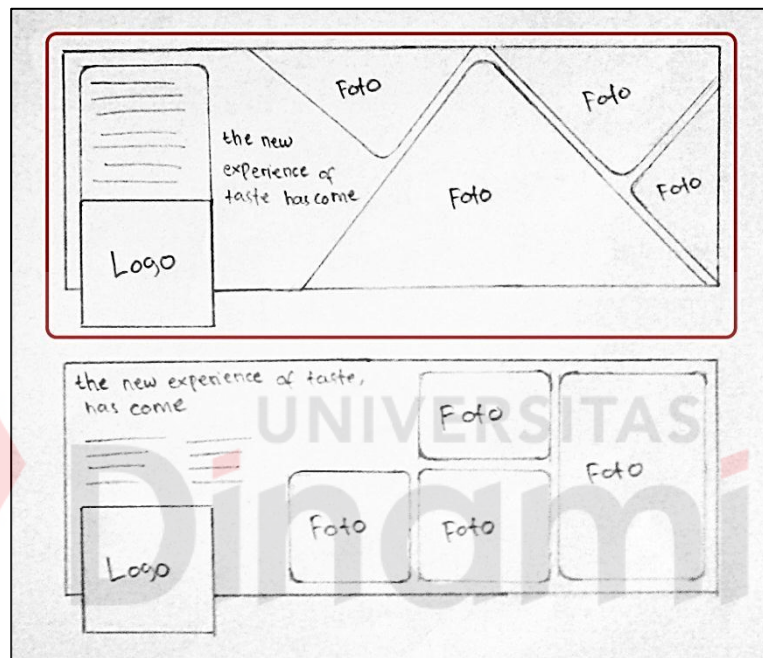 Foto
Foto
the new
experience of
taste has come
Foto
Foto
Logo
the new experience of taste,
has come
UNIVERSITAS
Dinami
Foto
Foto
Foto
Foto
Logo